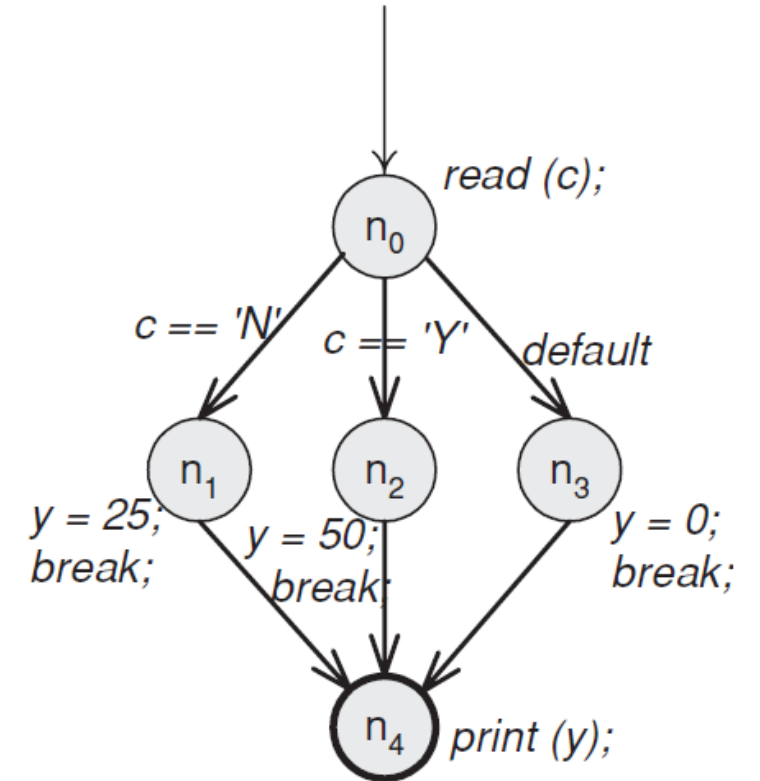 read (c);
n0
c == 'N'
c == 'Y'
default
n1
n2
n3
y = 25;
break;
y = 50;
break;
y = 0;
break;
n4
print (y);